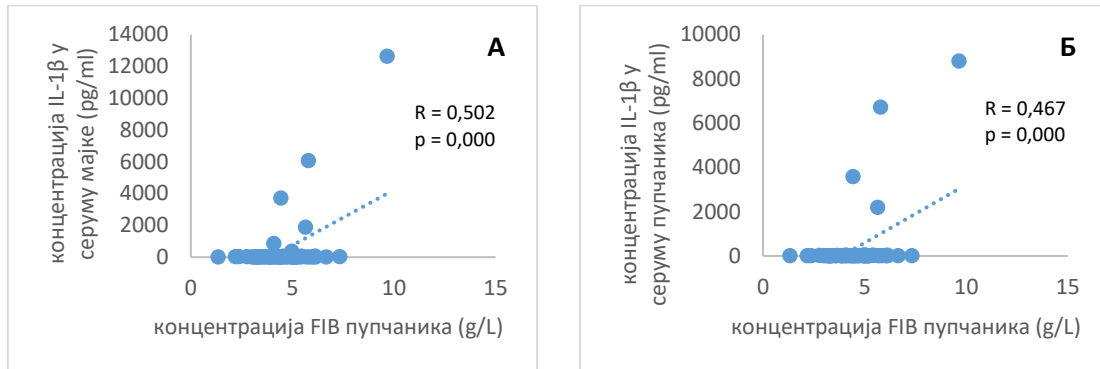 А
концентрација IL-1β у
серуму мајке (pg/ml)
14000
12000
10000
8000
6000
4000
2000
0
R = 0,502
p = 0,000
0 5 10 15
концентрација FIB пупчаника (g/L)
Б
концентрација IL-1β у
серуму пупчаника (pg/ml)
10000
8000
6000
4000
2000
0
R = 0,467
p = 0,000
0 5 10 15
концентрација FIB пупчаника (g/L)